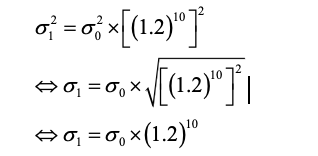 σ₁² = σ₀² × [(1.2)¹⁰]²
⇔ σ₁ = σ₀ × √[(1.2)¹⁰]² |
⇔ σ₁ = σ₀ × (1.2)¹⁰